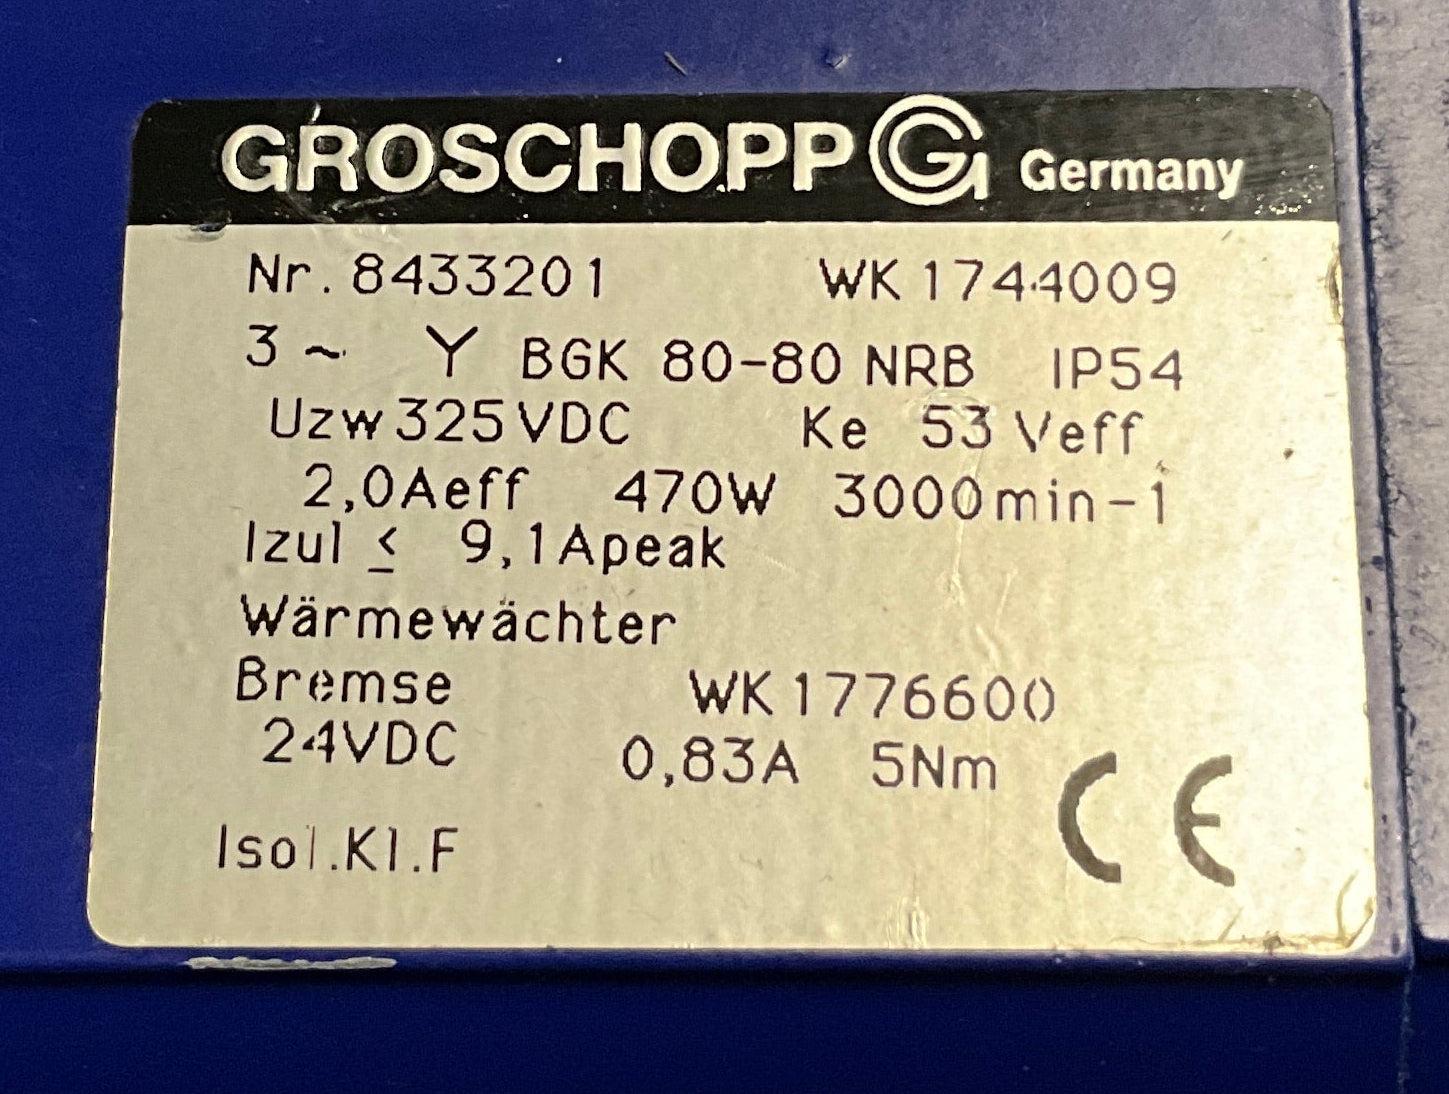 GROSCHOPP G Germany
Nr. 8433201 WK 1744009
3 ~ Y BGK 80-80 NRB IP54
Uzw 325 VDC Ke 53 Veff
2,0Aeff 470W 3000min-1
Izul ≤ 9,1Apeak
Wärmewächter
Bremse WK 1776600
24VDC 0,83A 5Nm
CE
Isol.Kl.F